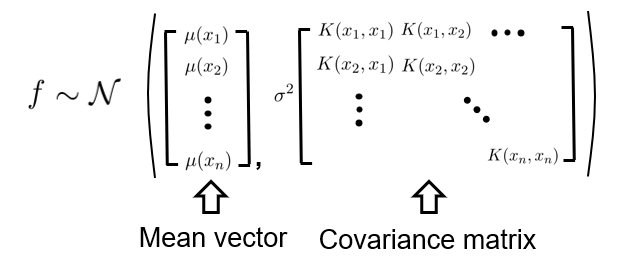 f ~ 𝒩 ( [ μ(x₁) μ(x₂) ⋮ μ(xₙ) ] , σ² [ K(x₁, x₁) K(x₁, x₂) ⋯
K(x₂, x₁) K(x₂, x₂)
⋮ ⋱
K(xₙ, xₙ) ] )
Mean vector Covariance matrix